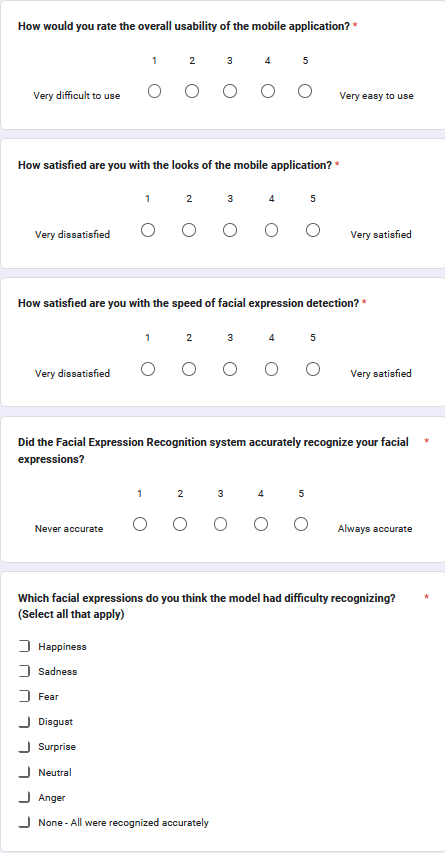 How would you rate the overall usability of the mobile application? *
1 2 3 4 5
Very difficult to use Very easy to use
How satisfied are you with the looks of the mobile application? *
1 2 3 4 5
Very dissatisfied Very satisfied
How satisfied are you with the speed of facial expression detection? *
1 2 3 4 5
Very dissatisfied Very satisfied
Did the Facial Expression Recognition system accurately recognize your facial *
expressions?
1 2 3 4 5
Never accurate Always accurate
Which facial expressions do you think the model had difficulty recognizing? *
(Select all that apply)
Happiness
Sadness
Fear
Disgust
Surprise
Neutral
Anger
None - All were recognized accurately